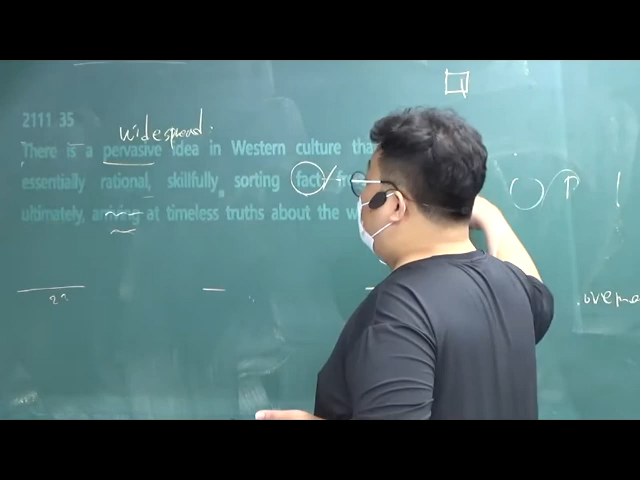 2111 35
widespread.
There is a pervasive idea in Western culture tha
essentially rational, skillfully sorting fact
ultimately, arriving at timeless truths about the w